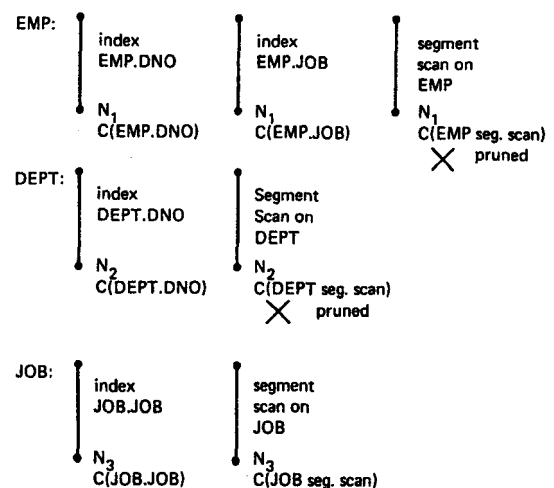 EMP:
index
EMP.DNO
N1
C(EMP.DNO)
index
EMP.JOB
N1
C(EMP.JOB)
segment
scan on
EMP
N1
C(EMP seg. scan)
pruned
DEPT:
index
DEPT.DNO
N2
C(DEPT.DNO)
Segment
Scan on
DEPT
N2
C(DEPT seg. scan)
pruned
JOB:
index
JOB.JOB
N3
C(JOB.JOB)
segment
scan on
JOB
N3
C(JOB seg. scan)